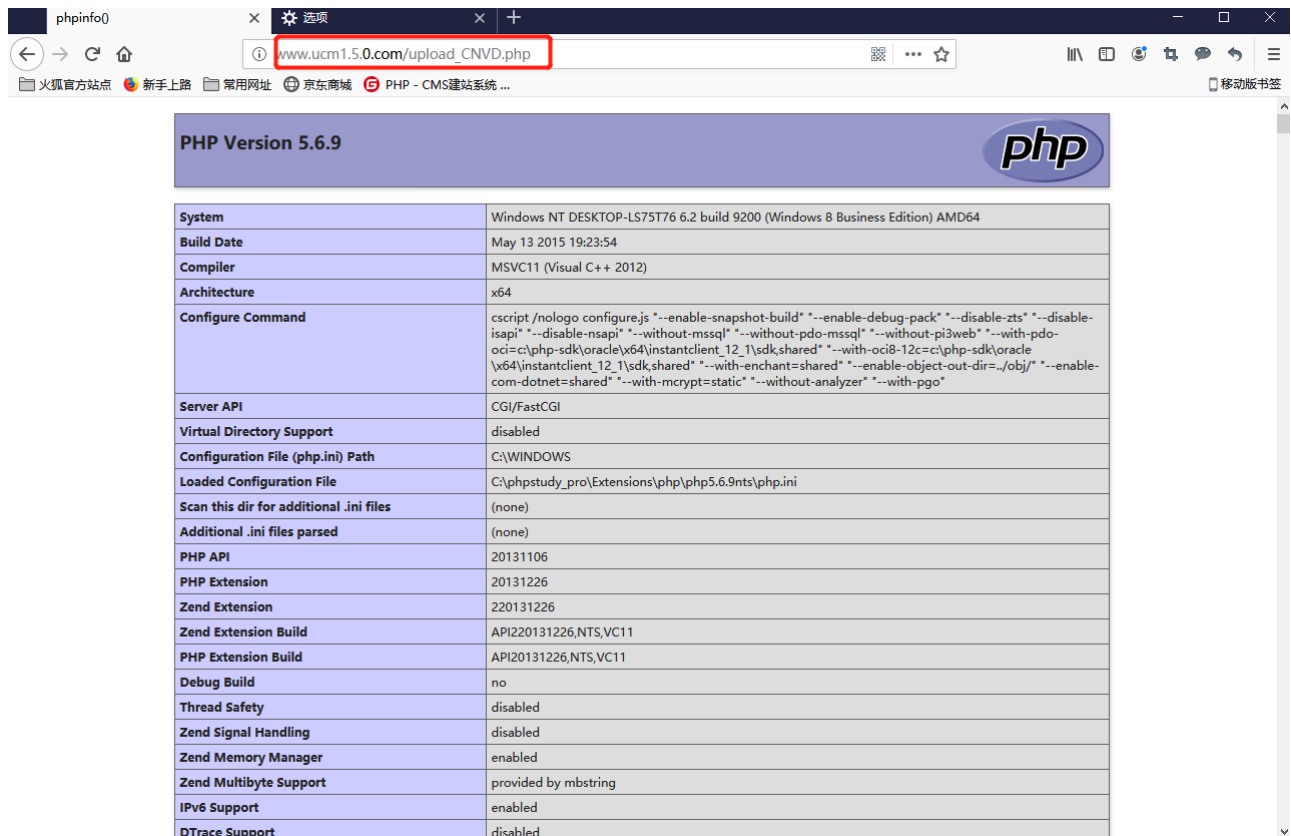 phpinfo()
选项
www.ucm1.5.0.com/upload_CNVD.php
火狐官方站点 新手上路 常用网址 京东商城 PHP - CMS建站系统 ... 移动版书签
PHP Version 5.6.9
php
System Windows NT DESKTOP-LS75T76 6.2 build 9200 (Windows 8 Business Edition) AMD64
Build Date May 13 2015 19:23:54
Compiler MSVC11 (Visual C++ 2012)
Architecture x64
Configure Command cscript /nologo configure.js "--enable-snapshot-build" "--enable-debug-pack" "--disable-zts" "--disable-
isapi" "--disable-nsapi" "--without-mssql" "--without-pdo-mssql" "--without-pi3web" "--with-pdo-
oci=c:\php-sdk\oracle\x64\instantclient_12_1\sdk,shared" "--with-oci8-12c=c:\php-sdk\oracle
\x64\instantclient_12_1\sdk,shared" "--with-enchant=shared" "--enable-object-out-dir=../obj/" "--enable-
com-dotnet=shared" "--with-mcrypt=static" "--without-analyzer" "--with-pgo"
Server API CGI/FastCGI
Virtual Directory Support disabled
Configuration File (php.ini) Path C:\WINDOWS
Loaded Configuration File C:\phpstudy_pro\Extensions\php\php5.6.9nts\php.ini
Scan this dir for additional .ini files (none)
Additional .ini files parsed (none)
PHP API 20131106
PHP Extension 20131226
Zend Extension 220131226
Zend Extension Build API220131226,NTS,VC11
PHP Extension Build API20131226,NTS,VC11
Debug Build no
Thread Safety disabled
Zend Signal Handling disabled
Zend Memory Manager enabled
Zend Multibyte Support provided by mbstring
IPv6 Support enabled
DTrace Support disabled